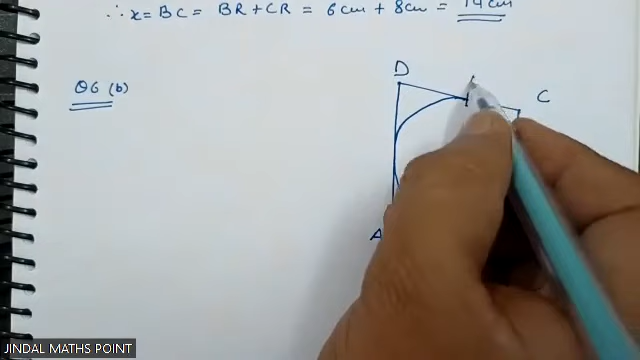 ∴ x = BC = BR + CR = 6 cm + 8 cm = 14 cm
Q6 (b)
D
C
A
JINDAL MATHS POINT